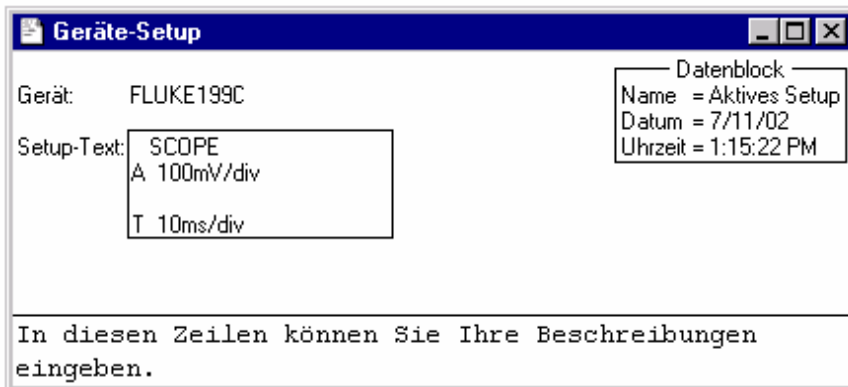 Geräte-Setup
Gerät: FLUKE199C
Setup-Text: SCOPE
A 100mV/div
T 10ms/div
Datenblock
Name = Aktives Setup
Datum = 7/11/02
Uhrzeit = 1:15:22 PM
In diesen Zeilen können Sie Ihre Beschreibungen
eingeben.